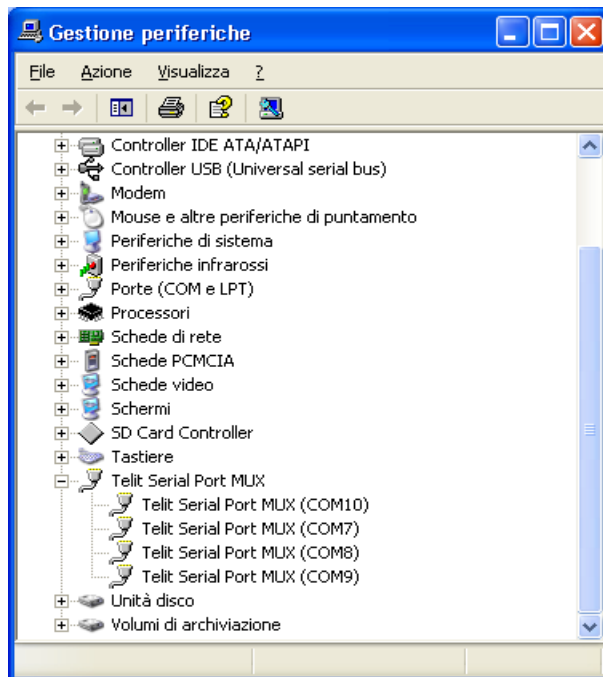 Gestione periferiche
File Azione Visualizza ?
Controller IDE ATA/ATAPI
Controller USB (Universal serial bus)
Modem
Mouse e altre periferiche di puntamento
Periferiche di sistema
Periferiche infrarossi
Porte (COM e LPT)
Processori
Schede di rete
Schede PCMCIA
Schede video
Schermi
SD Card Controller
Tastiere
Telit Serial Port MUX
Telit Serial Port MUX (COM10)
Telit Serial Port MUX (COM7)
Telit Serial Port MUX (COM8)
Telit Serial Port MUX (COM9)
Unità disco
Volumi di archiviazione